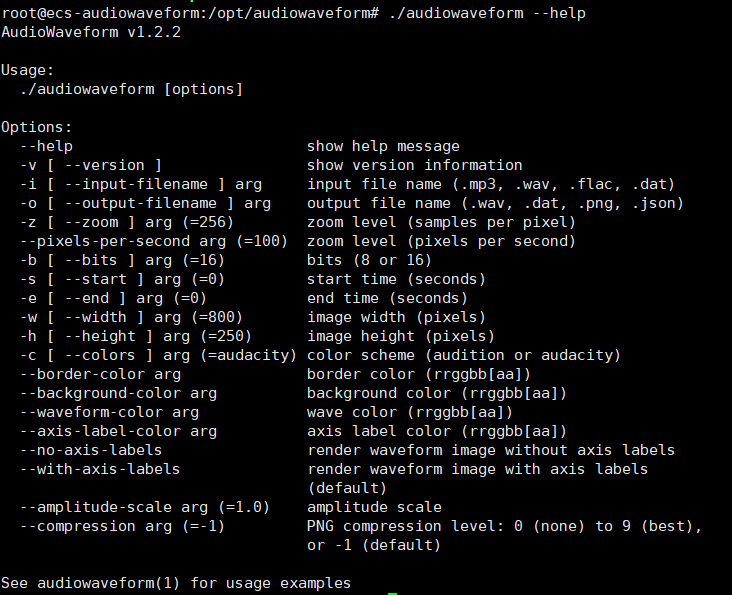 root@ecs-audiowaveform:/opt/audiowaveform# ./audiowaveform --help
AudioWaveform v1.2.2

Usage:
  ./audiowaveform [options]

Options:
  --help                          show help message
  -v [ --version ]                show version information
  -i [ --input-filename ] arg     input file name (.mp3, .wav, .flac, .dat)
  -o [ --output-filename ] arg    output file name (.wav, .dat, .png, .json)
  -z [ --zoom ] arg (=256)        zoom level (samples per pixel)
  --pixels-per-second arg (=100)  zoom level (pixels per second)
  -b [ --bits ] arg (=16)         bits (8 or 16)
  -s [ --start ] arg (=0)         start time (seconds)
  -e [ --end ] arg (=0)           end time (seconds)
  -w [ --width ] arg (=800)       image width (pixels)
  -h [ --height ] arg (=250)      image height (pixels)
  -c [ --colors ] arg (=audacity) color scheme (audition or audacity)
  --border-color arg              border color (rrggbb[aa])
  --background-color arg          background color (rrggbb[aa])
  --waveform-color arg            wave color (rrggbb[aa])
  --axis-label-color arg          axis label color (rrggbb[aa])
  --no-axis-labels                render waveform image without axis labels
  --with-axis-labels              render waveform image with axis labels
                                  (default)
  --amplitude-scale arg (=1.0)    amplitude scale
  --compression arg (=-1)         PNG compression level: 0 (none) to 9 (best),
                                  or -1 (default)

See audiowaveform(1) for usage examples